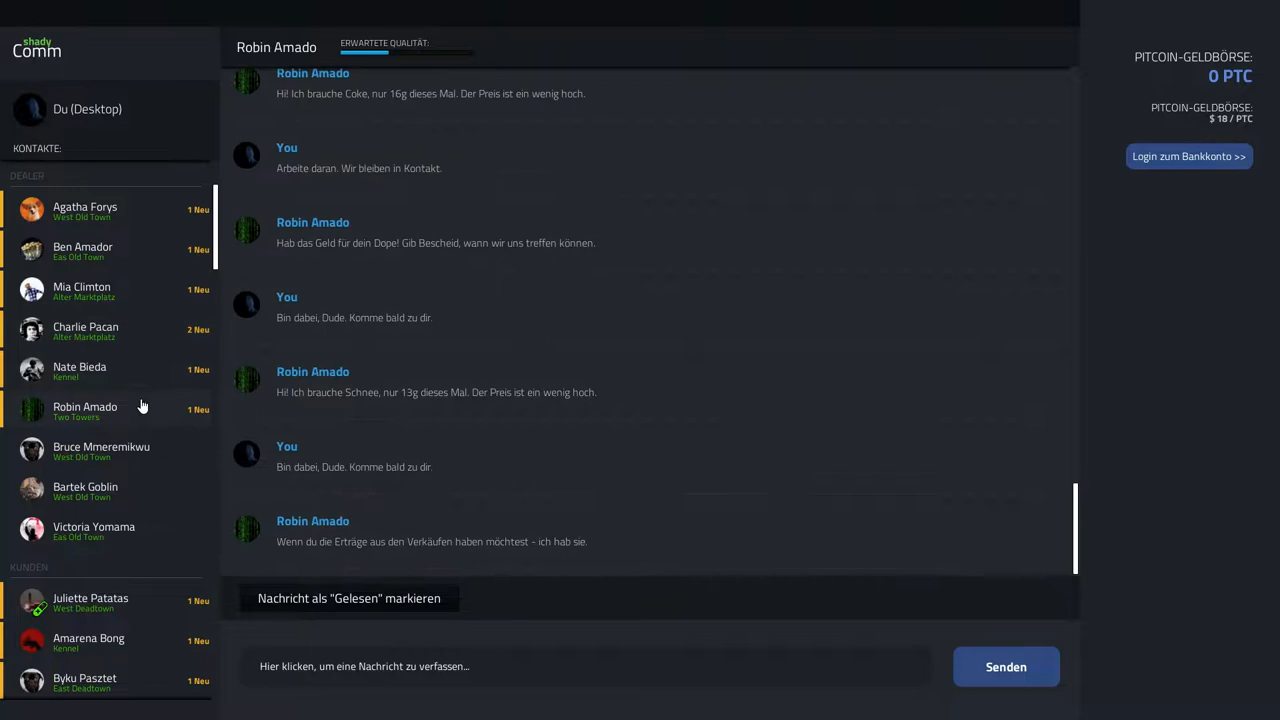 shady
Comm
Du (Desktop)
KONTAKTE:
DEALER
Agatha Forys
West Old Town
1 Neu
Ben Amador
Eas Old Town
1 Neu
Mia Climton
Alter Marktplatz
1 Neu
Charlie Pacan
Alter Marktplatz
2 Neu
Nate Bieda
Kennel
1 Neu
Robin Amado
Two Towers
1 Neu
Bruce Mmeremikwu
West Old Town
Bartek Goblin
West Old Town
Victoria Yomama
Eas Old Town
KUNDEN
Juliette Patatas
West Deadtown
1 Neu
Amarena Bong
Kennel
1 Neu
Byku Pasztet
East Deadtown
1 Neu
Robin Amado
ERWARTETE QUALITÄT:
Robin Amado
Hi! Ich brauche Coke, nur 16g dieses Mal. Der Preis ist ein wenig hoch.
You
Arbeite daran. Wir bleiben in Kontakt.
Robin Amado
Hab das Geld für dein Dope! Gib Bescheid, wann wir uns treffen können.
You
Bin dabei, Dude. Komme bald zu dir.
Robin Amado
Hi! Ich brauche Schnee, nur 13g dieses Mal. Der Preis ist ein wenig hoch.
You
Bin dabei, Dude. Komme bald zu dir.
Robin Amado
Wenn du die Erträge aus den Verkäufen haben möchtest - ich hab sie.
Nachricht als "Gelesen" markieren
Hier klicken, um eine Nachricht zu verfassen...
Senden
PITCOIN-GELDBÖRSE:
0 PTC
PITCOIN-GELDBÖRSE:
$ 18 / PTC
Login zum Bankkonto >>